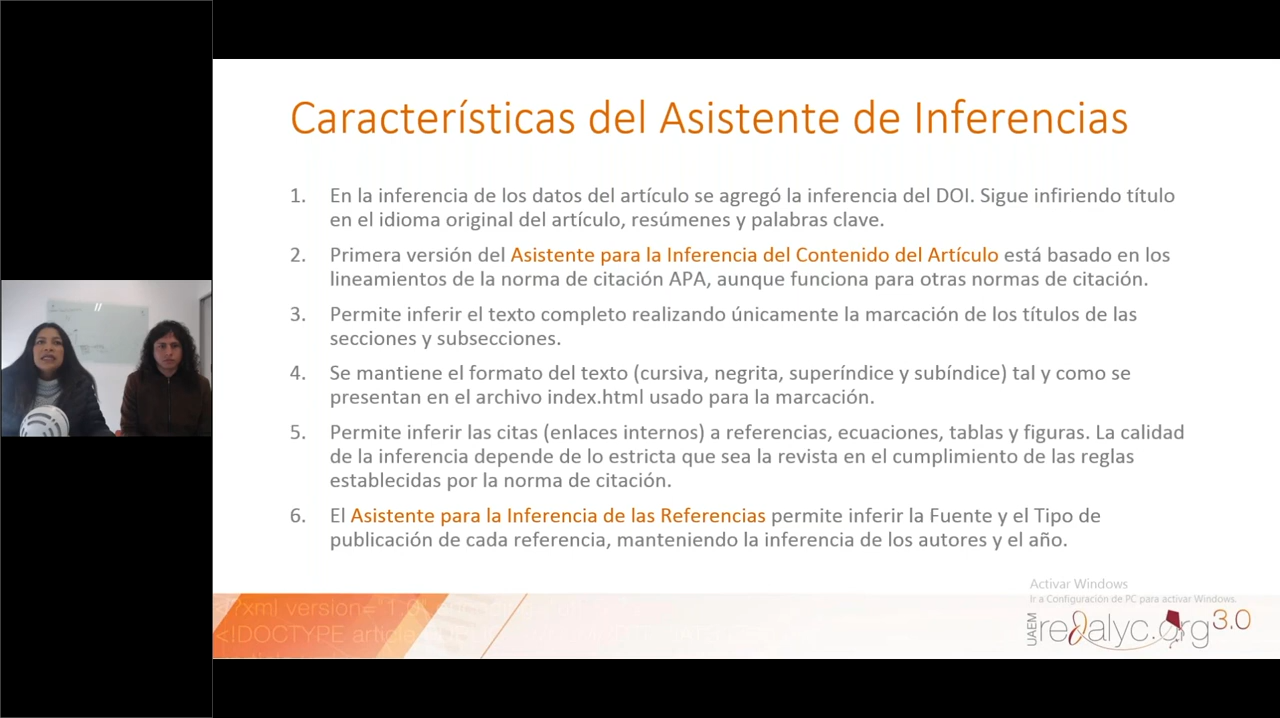 Características del Asistente de Inferencias
1. En la inferencia de los datos del artículo se agregó la inferencia del DOI. Sigue infiriendo título
en el idioma original del artículo, resúmenes y palabras clave.
2. Primera versión del Asistente para la Inferencia del Contenido del Artículo está basado en los
lineamientos de la norma de citación APA, aunque funciona para otras normas de citación.
3. Permite inferir el texto completo realizando únicamente la marcación de los títulos de las
secciones y subsecciones.
4. Se mantiene el formato del texto (cursiva, negrita, superíndice y subíndice) tal y como se
presentan en el archivo index.html usado para la marcación.
5. Permite inferir las citas (enlaces internos) a referencias, ecuaciones, tablas y figuras. La calidad
de la inferencia depende de lo estricta que sea la revista en el cumplimiento de las reglas
establecidas por la norma de citación.
6. El Asistente para la Inferencia de las Referencias permite inferir la Fuente y el Tipo de
publicación de cada referencia, manteniendo la inferencia de los autores y el año.
Activar Windows
Ir a Configuración de PC para activar Windows.
<?xml version="1.0"
<!DOCTYPE article
UAEM
redalyc.org 3.0